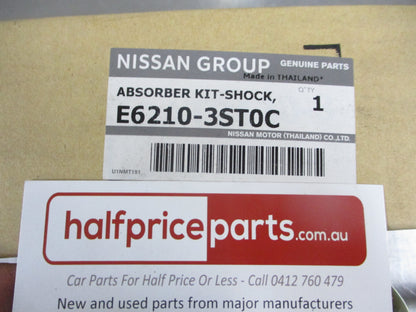 NISSAN GROUP GENUINE PARTS
Made in THAILAND*
ABSORBER KIT-SHOCK, Q'TY
E6210-3ST0C 1
NISSAN MOTOR (THAILAND) CO.,LTD.
U1NMT191
halfpriceparts.com.au
Car Parts For Half Price Or Less - Call 0412 760 479
New and used parts from major manufacturers